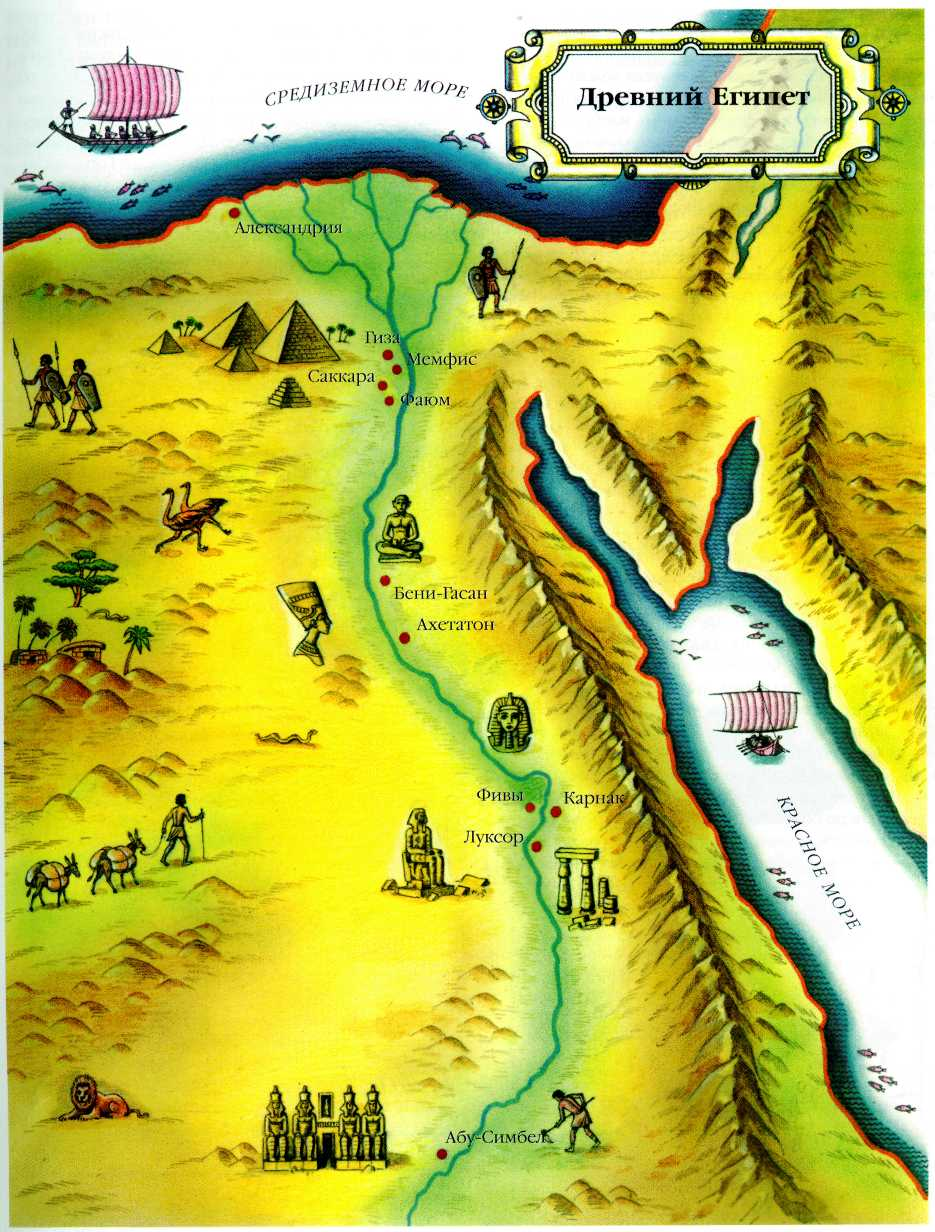 СРЕДИЗЕМНОЕ МОРЕ
Древний Египет
Александрия
Гиза
Мемфис
Саккара
Фаюм
Бени-Гасан
Ахетатон
Фивы
Карнак
Луксор
КРАСНОЕ МОРЕ
Абу-Симбел